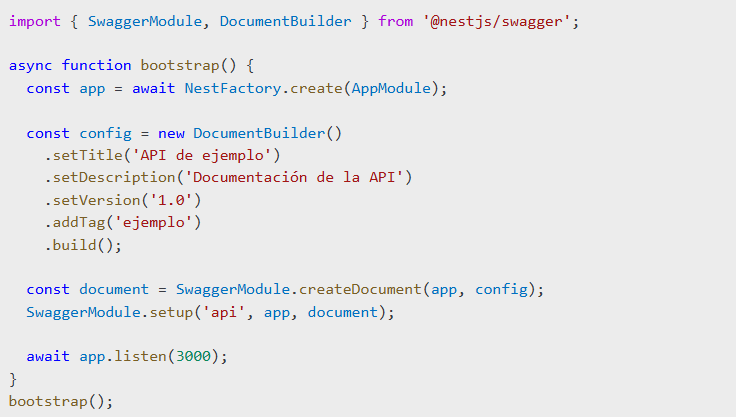 import { SwaggerModule, DocumentBuilder } from '@nestjs/swagger';
async function bootstrap() {
const app = await NestFactory.create(AppModule);
const config = new DocumentBuilder()
.setTitle('API de ejemplo')
.setDescription('Documentación de la API')
.setVersion('1.0')
.addTag('ejemplo')
.build();
const document = SwaggerModule.createDocument(app, config);
SwaggerModule.setup('api', app, document);
await app.listen(3000);
}
bootstrap();